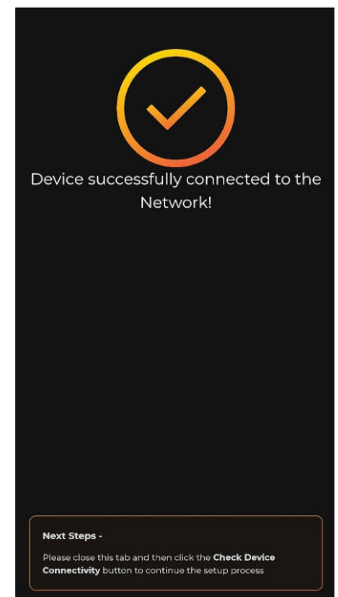 Device successfully connected to the
Network!
Next Steps -
Please close this tab and then click the Check Device
Connectivity button to continue the setup process